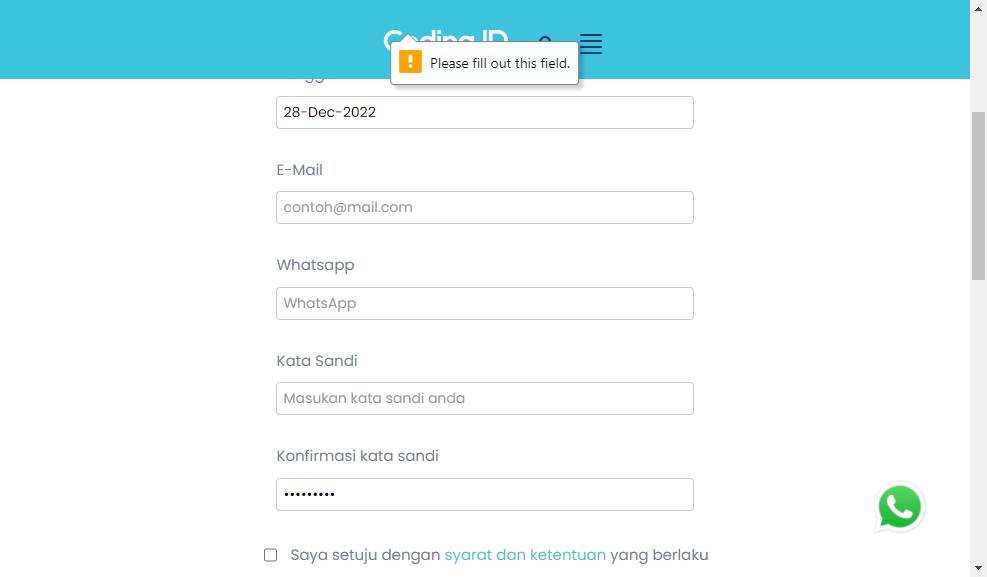 Coding ID
Please fill out this field.
28-Dec-2022
E-Mail
contoh@mail.com
Whatsapp
WhatsApp
Kata Sandi
Masukan kata sandi anda
Konfirmasi kata sandi
•••••••••
Saya setuju dengan syarat dan ketentuan yang berlaku